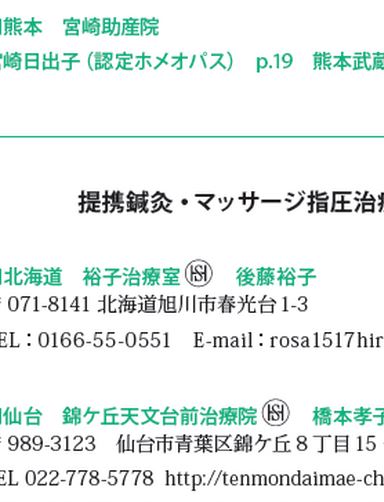 熊本　宮崎助産院
崎日出子（認定ホメオパス）　p.19　熊本武蔵
提携鍼灸・マッサージ指圧治療
北海道　裕子治療室　後藤裕子
071-8141 北海道旭川市春光台1-3
EL：0166-55-0551　E-mail：rosa1517hir
仙台　錦ケ丘天文台前治療院　橋本孝子
989-3123　仙台市青葉区錦ケ丘8丁目15
EL 022-778-5778  http://tenmondaimae-ch